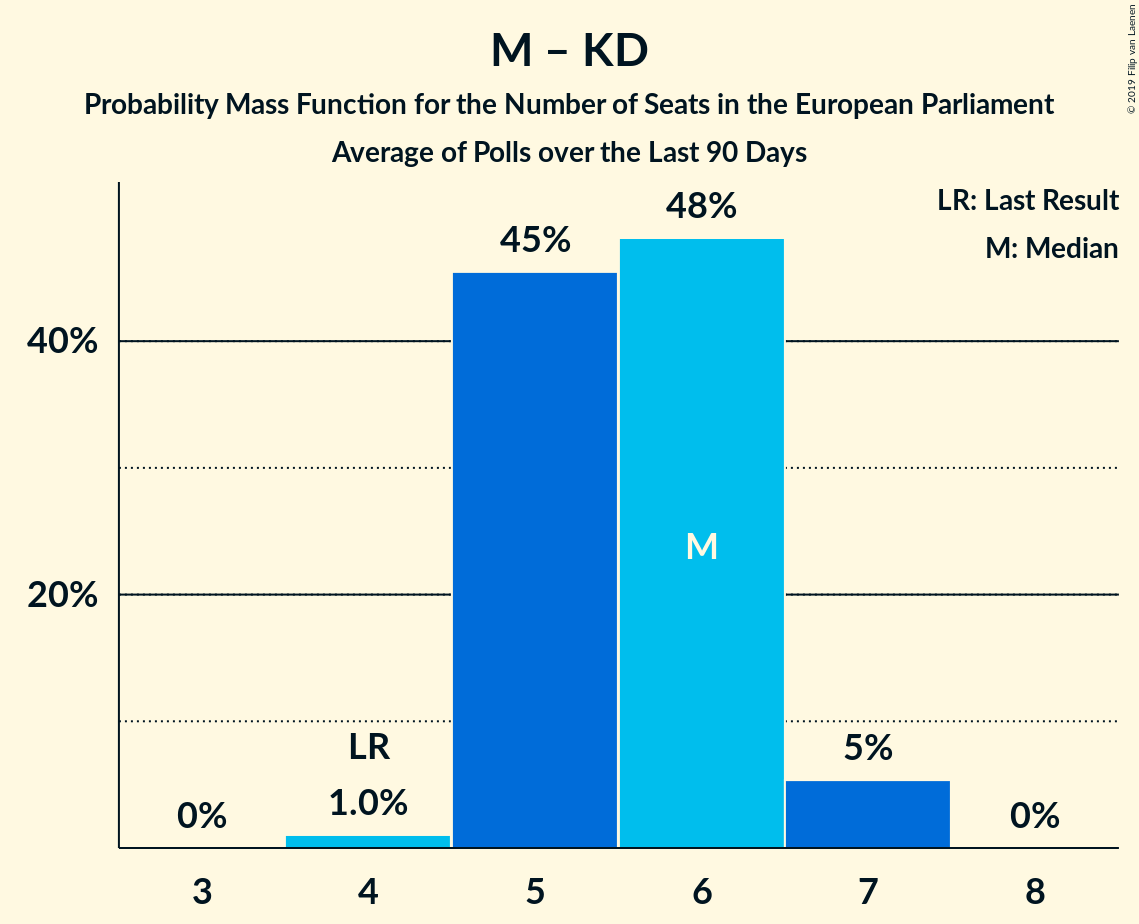 M – KD
Probability Mass Function for the Number of Seats in the European Parliament
Average of Polls over the Last 90 Days
© 2019 Filip van Laenen
LR: Last Result
M: Median
48%
45%
40%
M
20%
LR
5%
1.0%
0%
0%
3
4
5
6
7
8